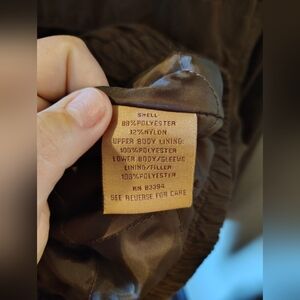 SHELL
88%POLYESTER
12%NYLON
UPPER BODY LINING:
100%POLYESTER
LOWER BODY/SLEEVE
LINING/FILLER:
100%POLYESTER
RN 83394
SEE REVERSE FOR CARE